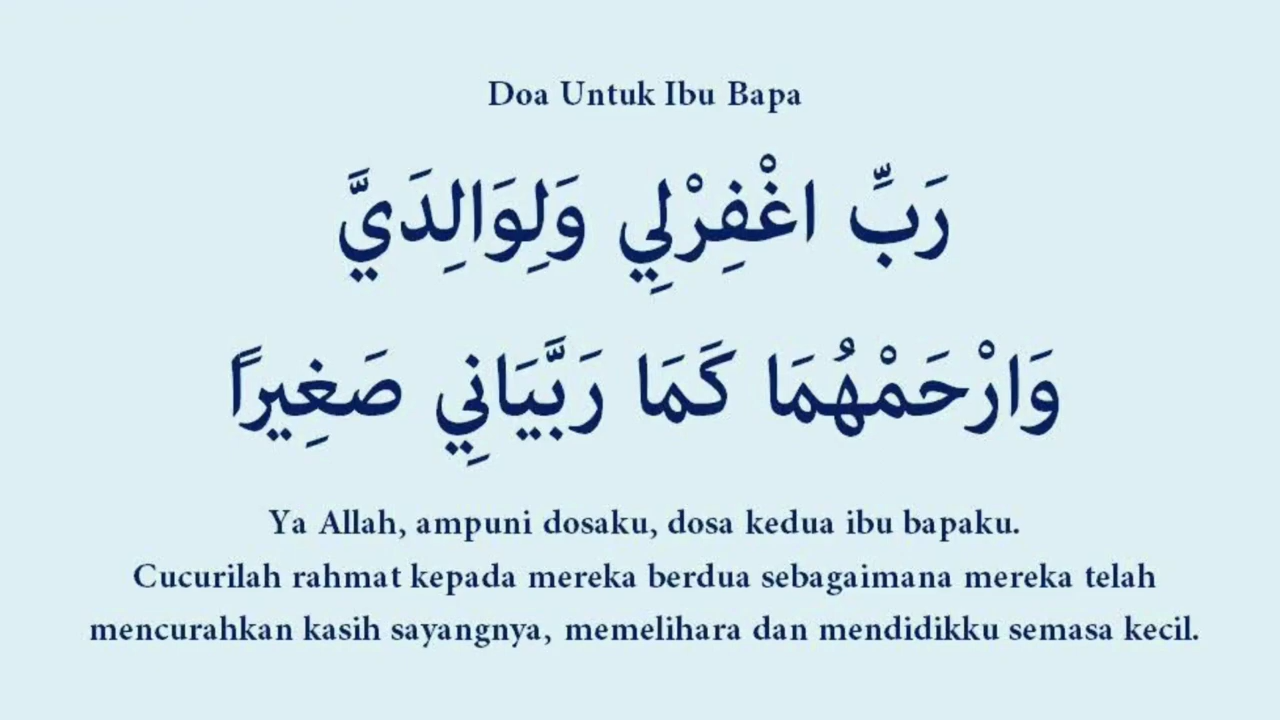 Doa Untuk Ibu Bapa
رَبِّ اغْفِرْلِي وَلِوَالِدَيَّ
وَارْحَمْهُمَا كَمَا رَبَّيَانِي صَغِيراً
Ya Allah, ampuni dosaku, dosa kedua ibu bapaku.
Cucurilah rahmat kepada mereka berdua sebagaimana mereka telah
mencurahkan kasih sayangnya, memelihara dan mendidikku semasa kecil.